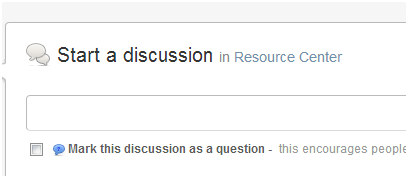 Start a discussion in Resource Center
Mark this discussion as a question - this encourages people